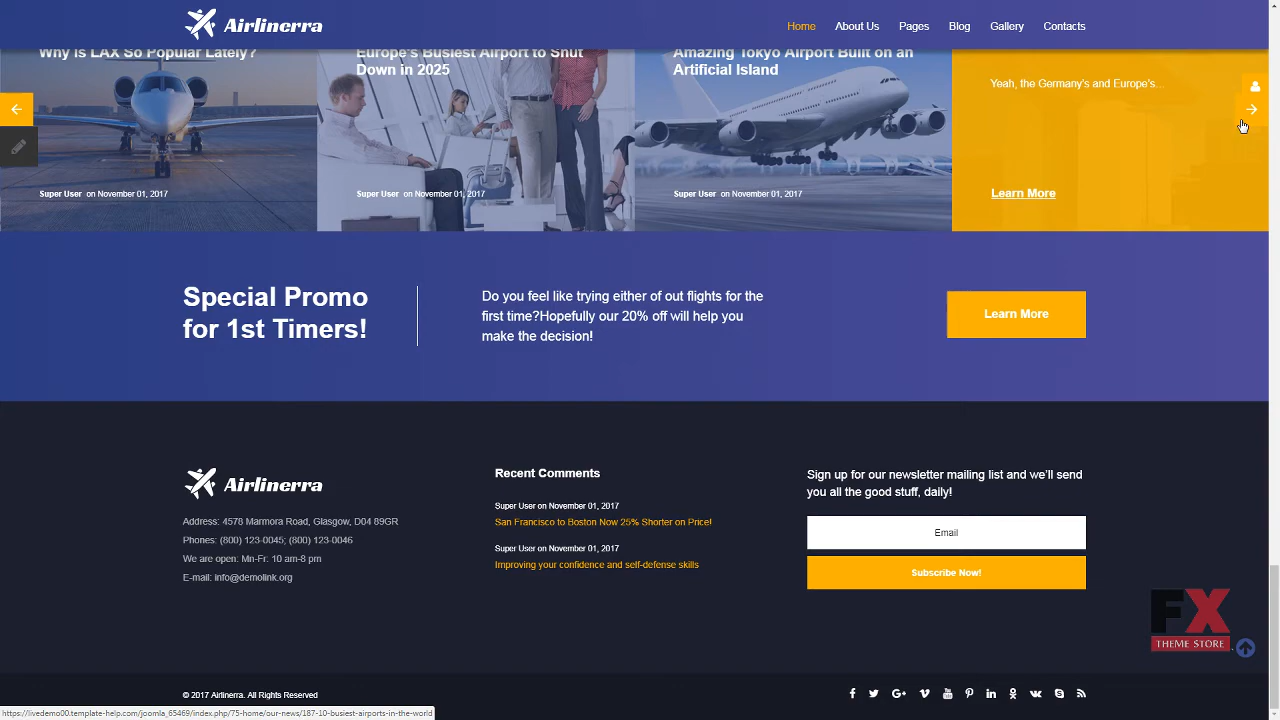 Airlinerra
Home
About Us
Pages
Blog
Gallery
Contacts
Why is LAX So Popular Lately?
Europe's Busiest Airport to Shut
Down in 2025
Amazing Tokyo Airport Built on an
Artificial Island
Yeah, the Germany's and Europe's...
Super User on November 01, 2017
Super User on November 01, 2017
Super User on November 01, 2017
Learn More
Special Promo
for 1st Timers!
Do you feel like trying either of out flights for the
first time?Hopefully our 20% off will help you
make the decision!
Learn More
Airlinerra
Address: 4578 Marmora Road, Glasgow, D04 89GR
Phones: (800) 123-0045; (800) 123-0046
We are open: Mn-Fr: 10 am-8 pm
E-mail: info@demolink.org
Recent Comments
Super User on November 01, 2017
San Francisco to Boston Now 25% Shorter on Price!
Super User on November 01, 2017
Improving your confidence and self-defense skills
Sign up for our newsletter mailing list and we'll send
you all the good stuff, daily!
Email
Subscribe Now!
FX
THEME STORE
© 2017 Airlinerra. All Rights Reserved
https://livedemo00.template-help.com/joomla_65469/index.php/75-home/our-news/187-10-busiest-airports-in-the-world